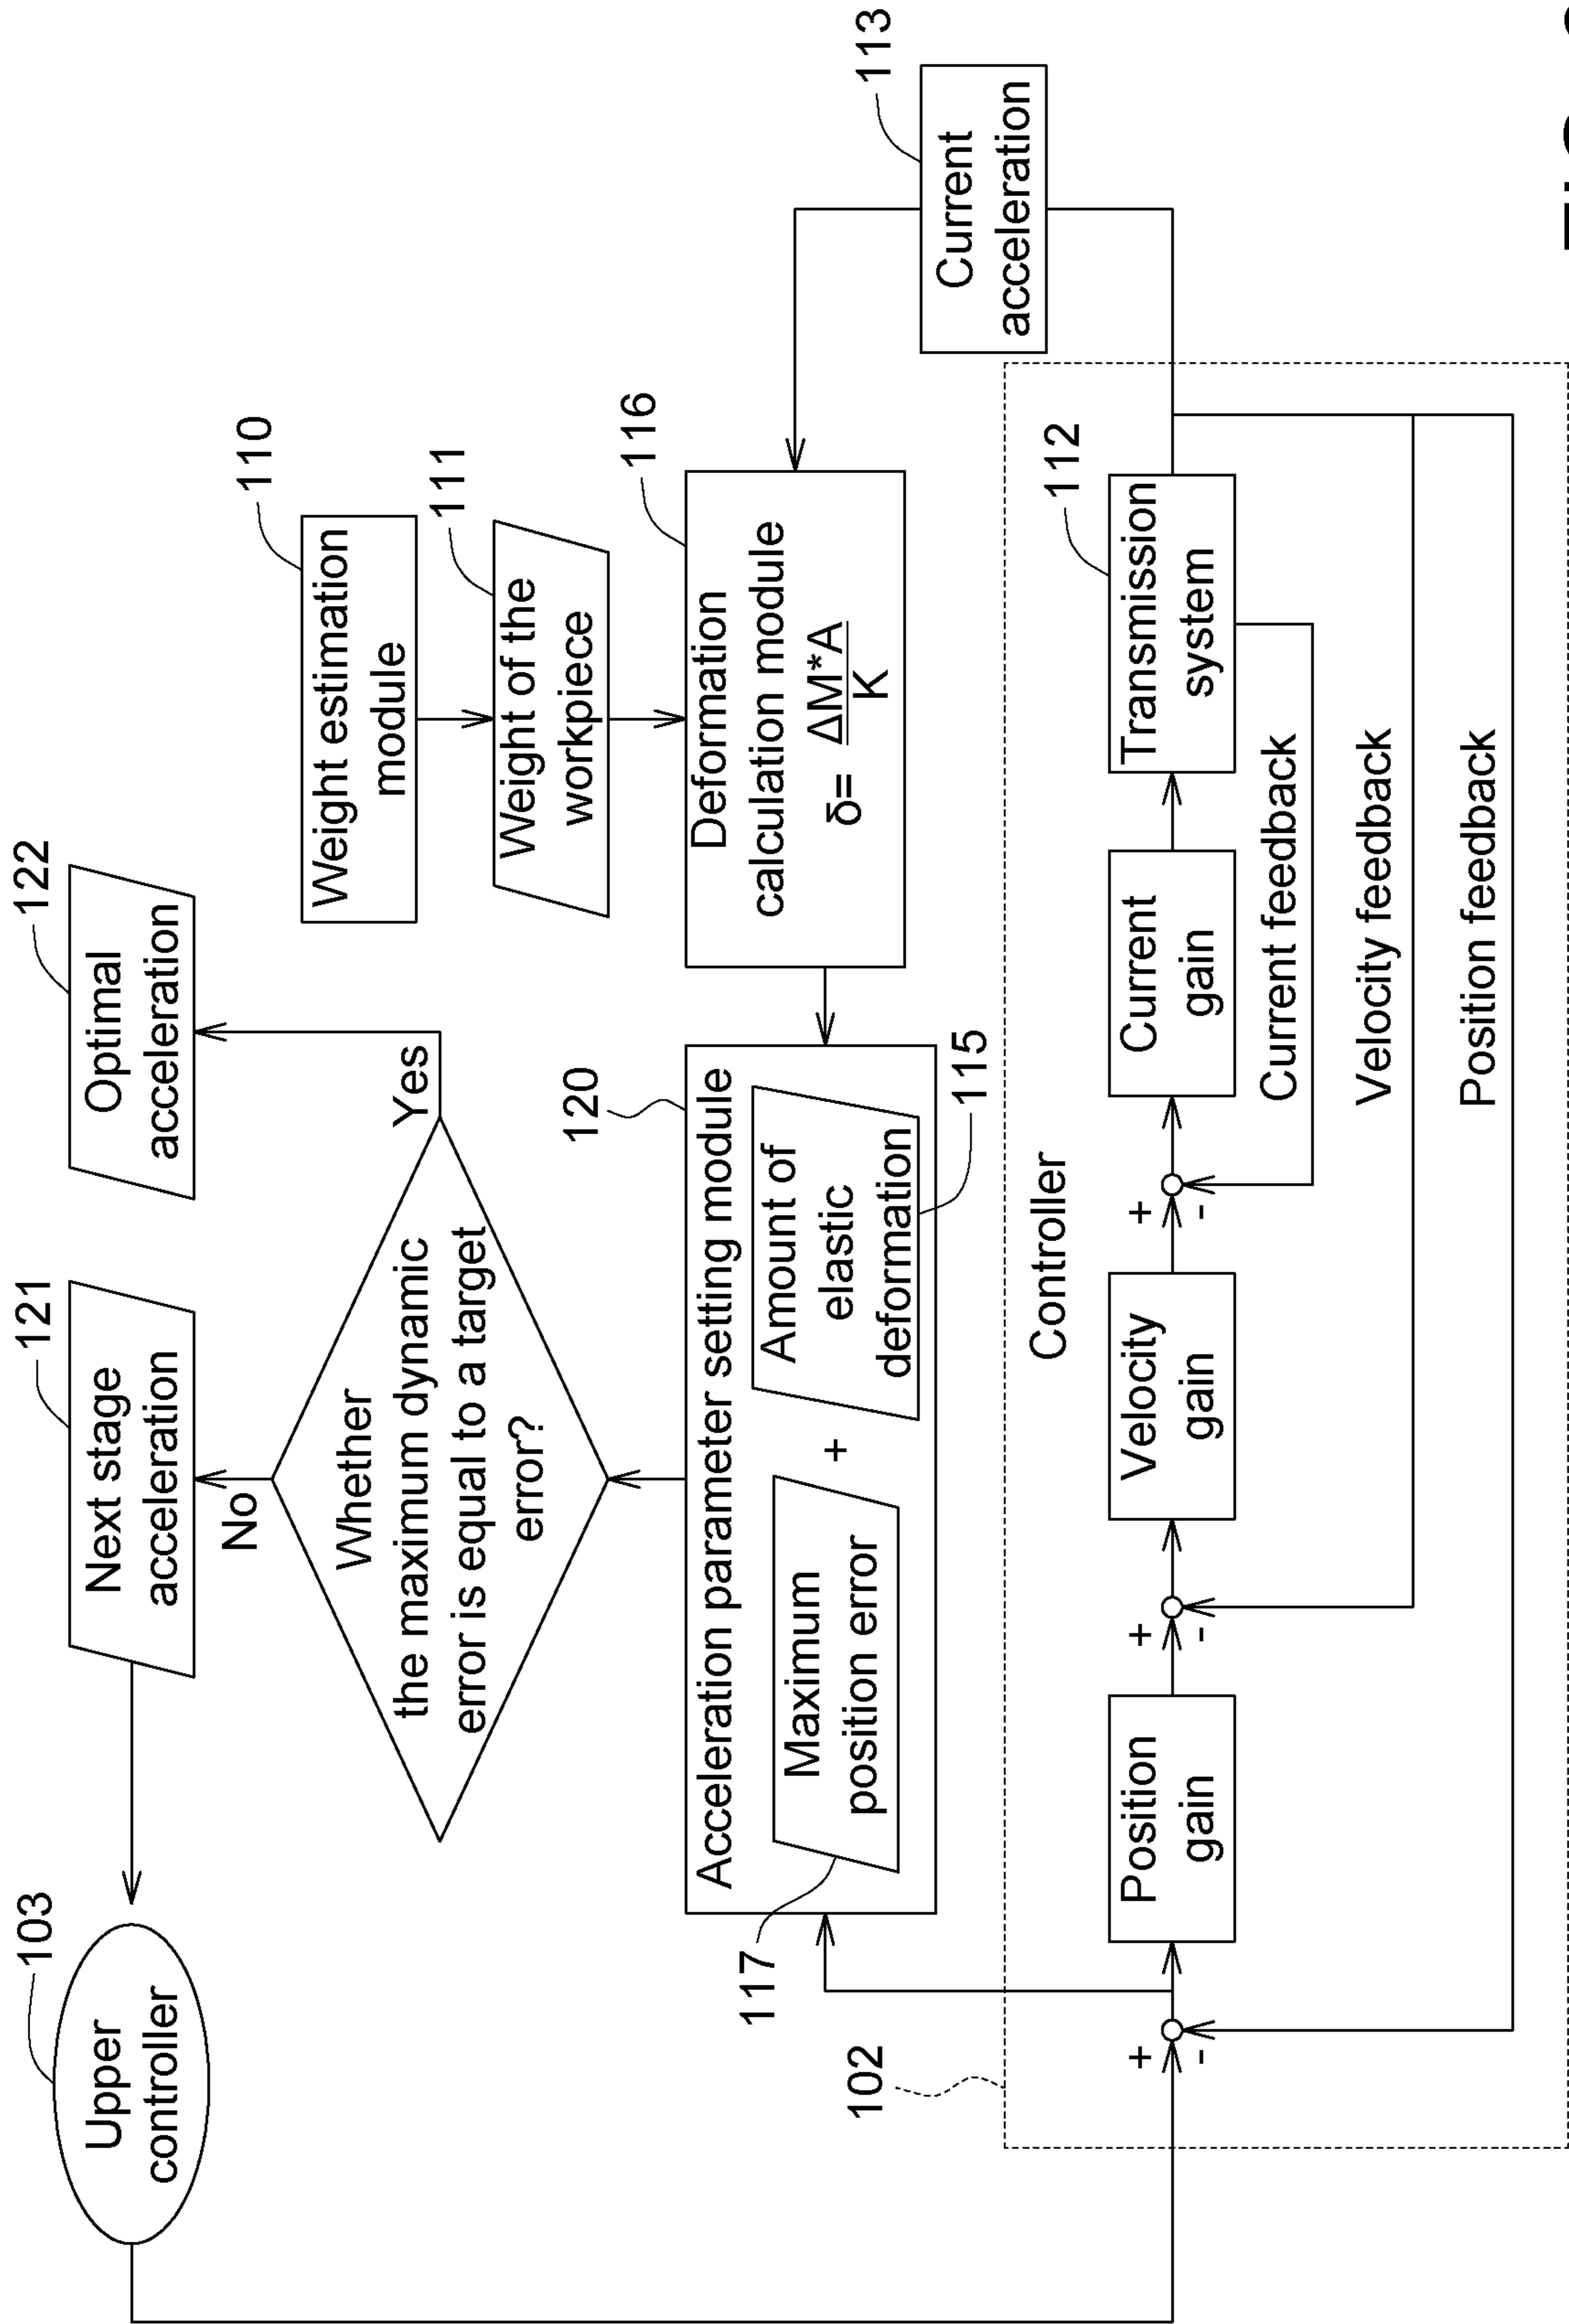 103
Upper
controller
121
Next stage
acceleration
122
Optimal
acceleration
No
Yes
Whether
the maximum dynamic
error is equal to a target
error?
110
Weight estimation
module
111
Weight of the
workpiece
116
Deformation
calculation module
δ= ΔM*A
K
120
Acceleration parameter setting module
117
Maximum
position error
+
Amount of
elastic
deformation
115
113
Current
acceleration
102
Controller
+
-
Position
gain
+
-
Velocity
gain
+
-
Current
gain
112
Transmission
system
Current feedback
Velocity feedback
Position feedback